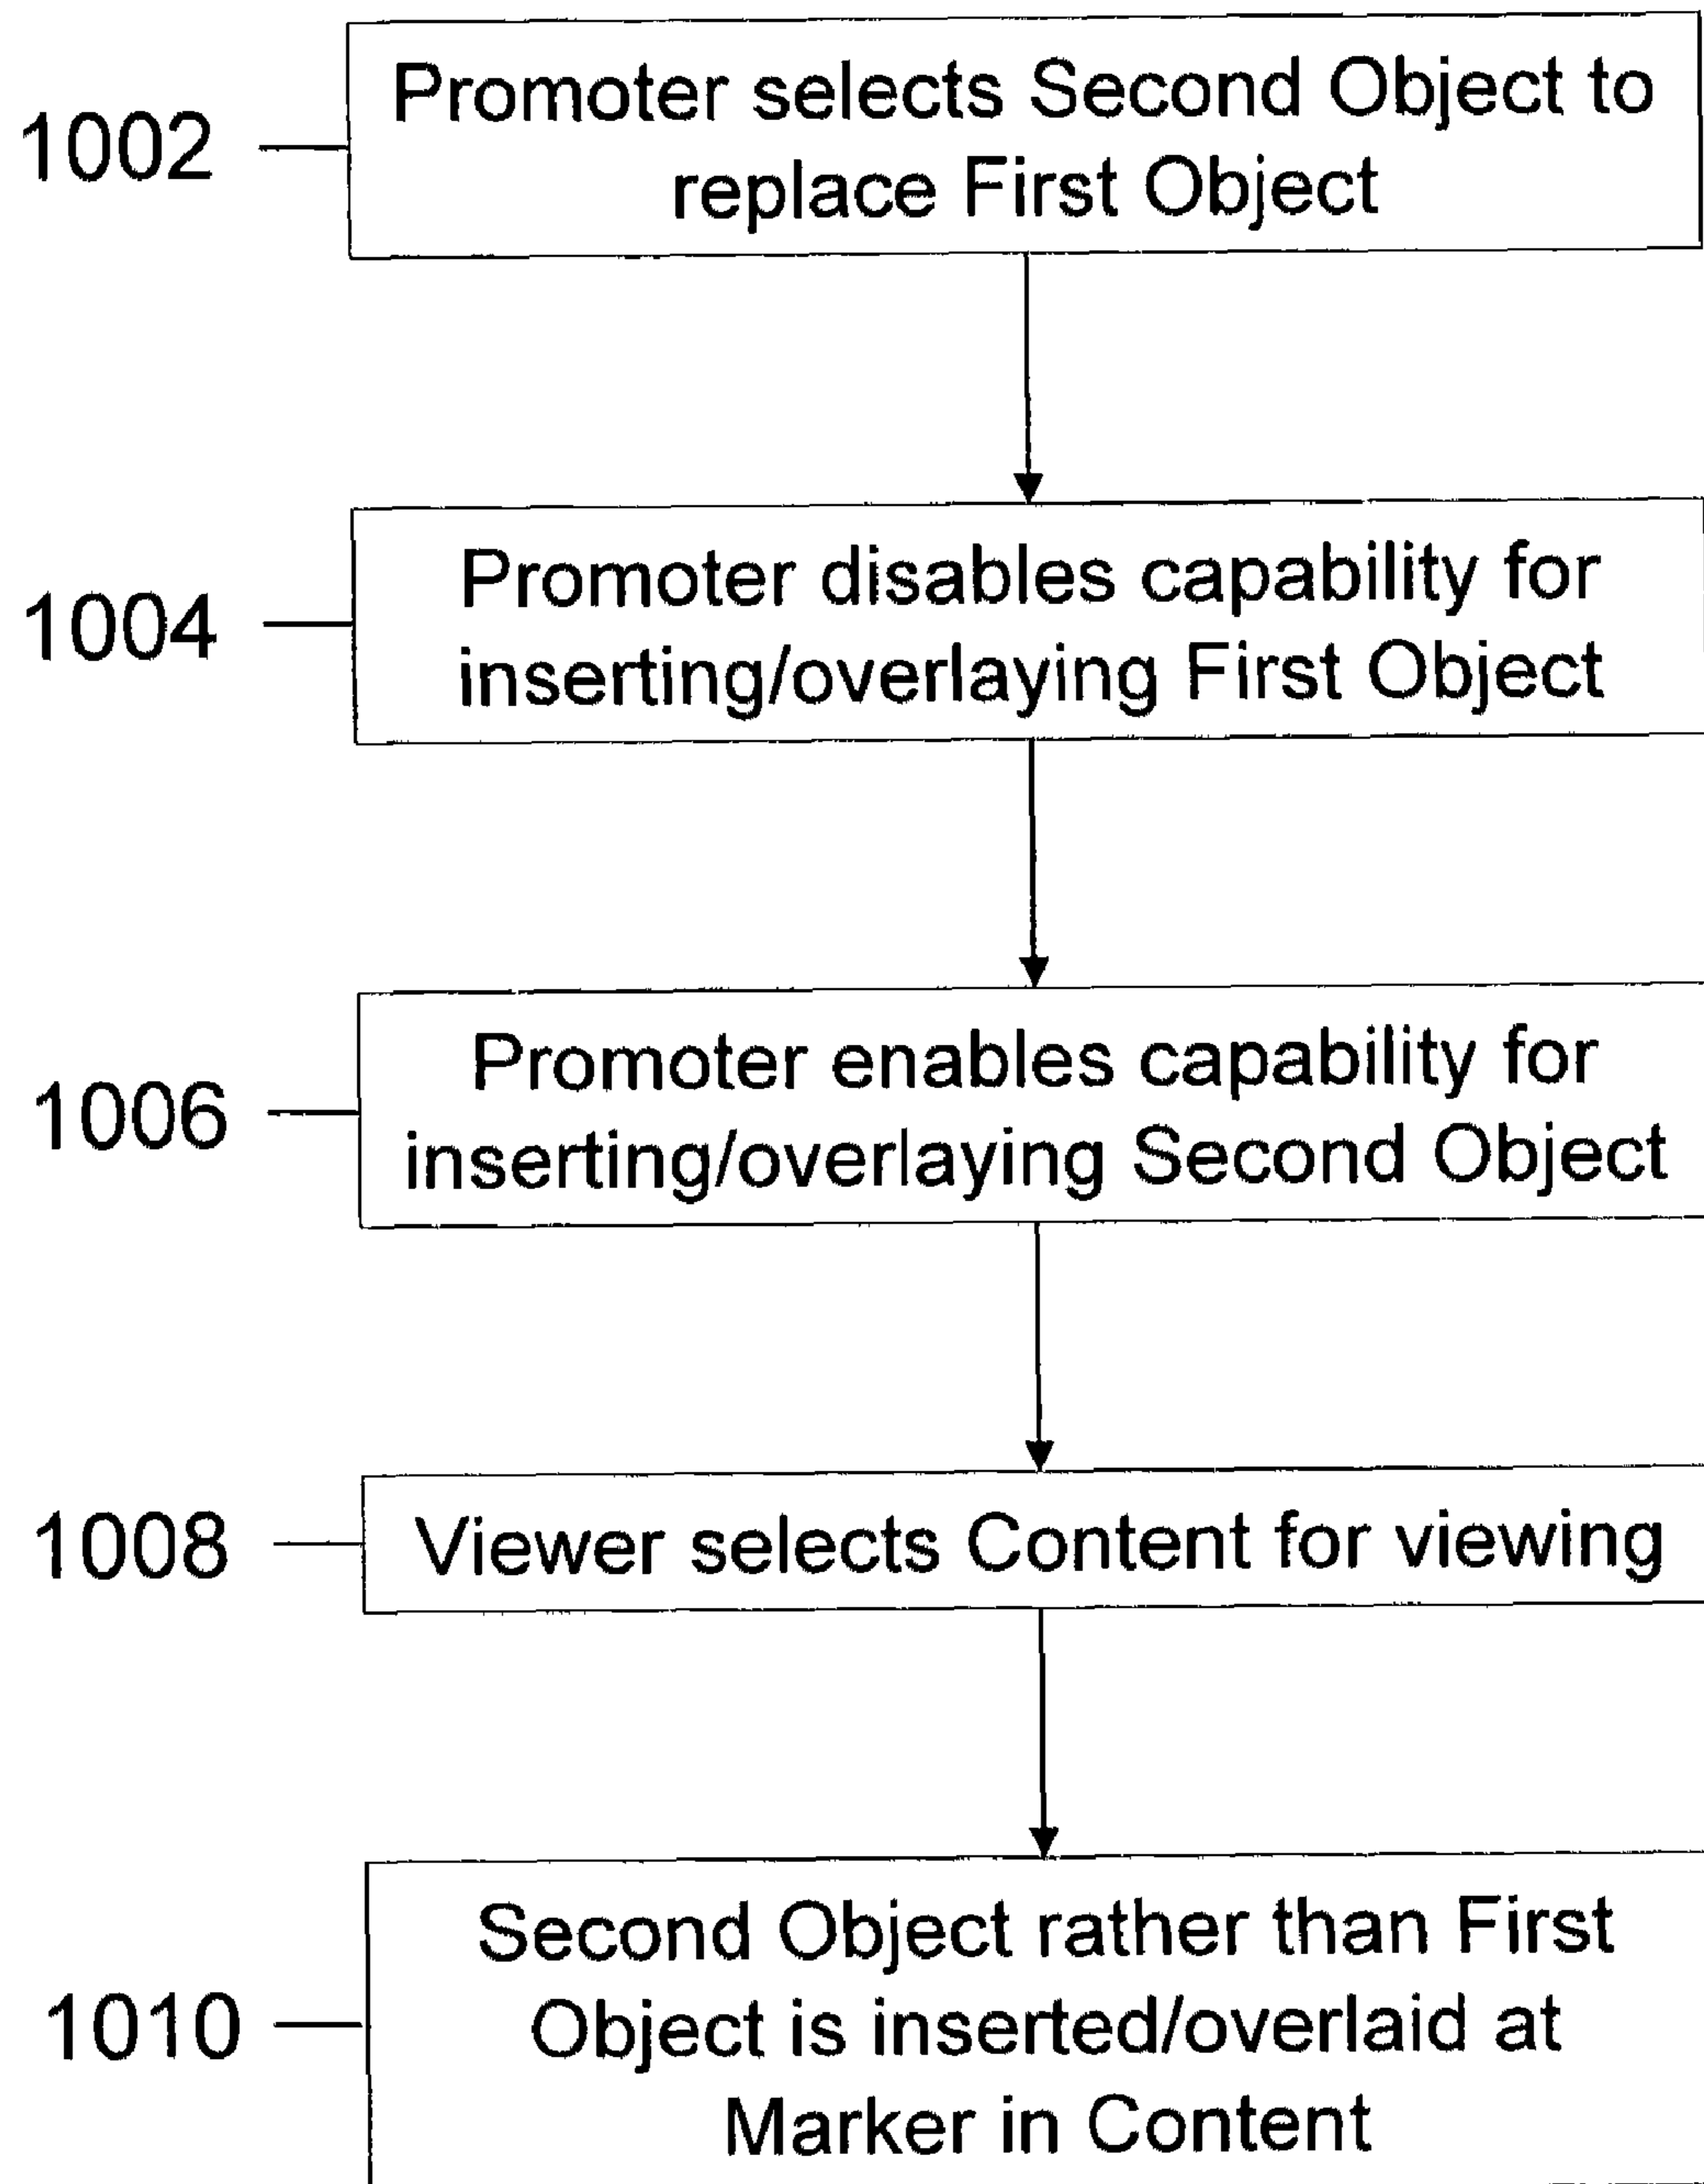 1002
Promoter selects Second Object to
replace First Object
1004
Promoter disables capability for
inserting/overlaying First Object
1006
Promoter enables capability for
inserting/overlaying Second Object
1008
Viewer selects Content for viewing
1010
Second Object rather than First
Object is inserted/overlaid at
Marker in Content